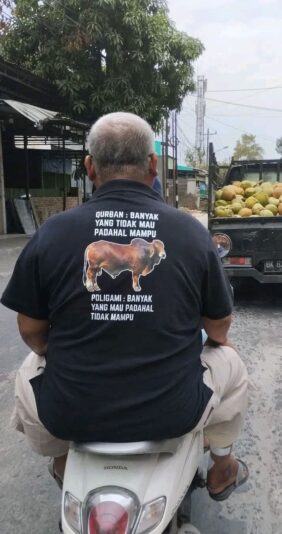 QURBAN : BANYAK
YANG TIDAK MAU
PADAHAL MAMPU
POLIGAMI : BANYAK
YANG MAU PADAHAL
TIDAK MAMPU
HONDA